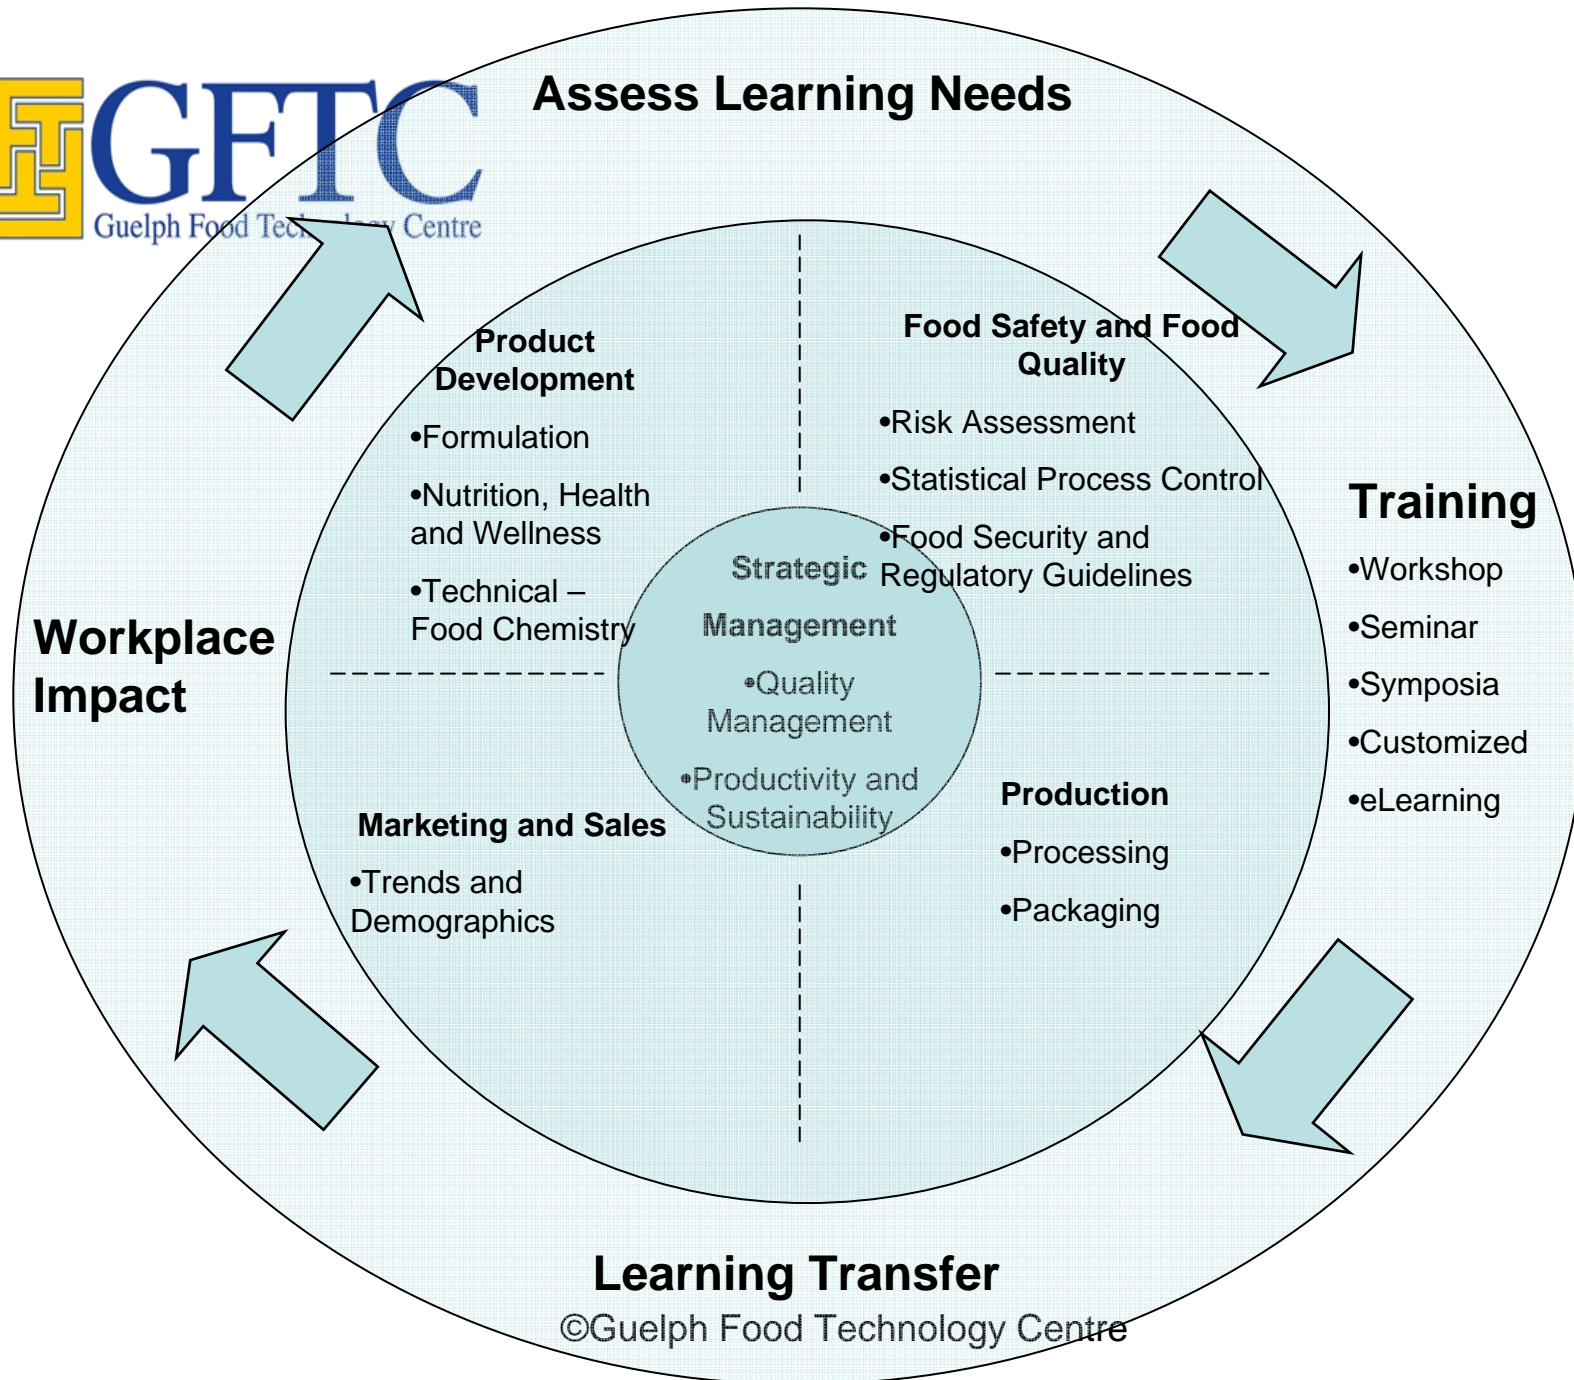 GFTC
Guelph Food Technology Centre
Assess Learning Needs
Product
Development
•Formulation
•Nutrition, Health
and Wellness
•Technical –
Food Chemistry
Food Safety and Food
Quality
•Risk Assessment
•Statistical Process Control
•Food Security and
Regulatory Guidelines
Training
•Workshop
•Seminar
•Symposia
•Customized
•eLearning
Workplace
Impact
Strategic
Management
•Quality
Management
•Productivity and
Sustainability
Marketing and Sales
•Trends and
Demographics
Production
•Processing
•Packaging
Learning Transfer
©Guelph Food Technology Centre